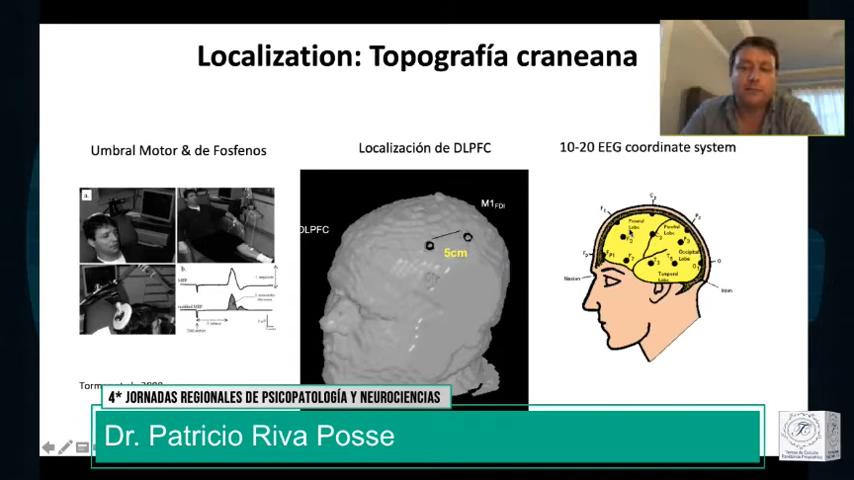 Localization: Topografía craneana
Umbral Motor & de Fosfenos
Localización de DLPFC
10-20 EEG coordinate system
a.
b.
DLPFC
M1FDI
5cm
Frontal Lobe
Parietal Lobe
Occipital Lobe
Temporal Lobe
Nasion
Inion
4* JORNADAS REGIONALES DE PSICOPATOLOGÍA Y NEUROCIENCIAS
Dr. Patricio Riva Posse